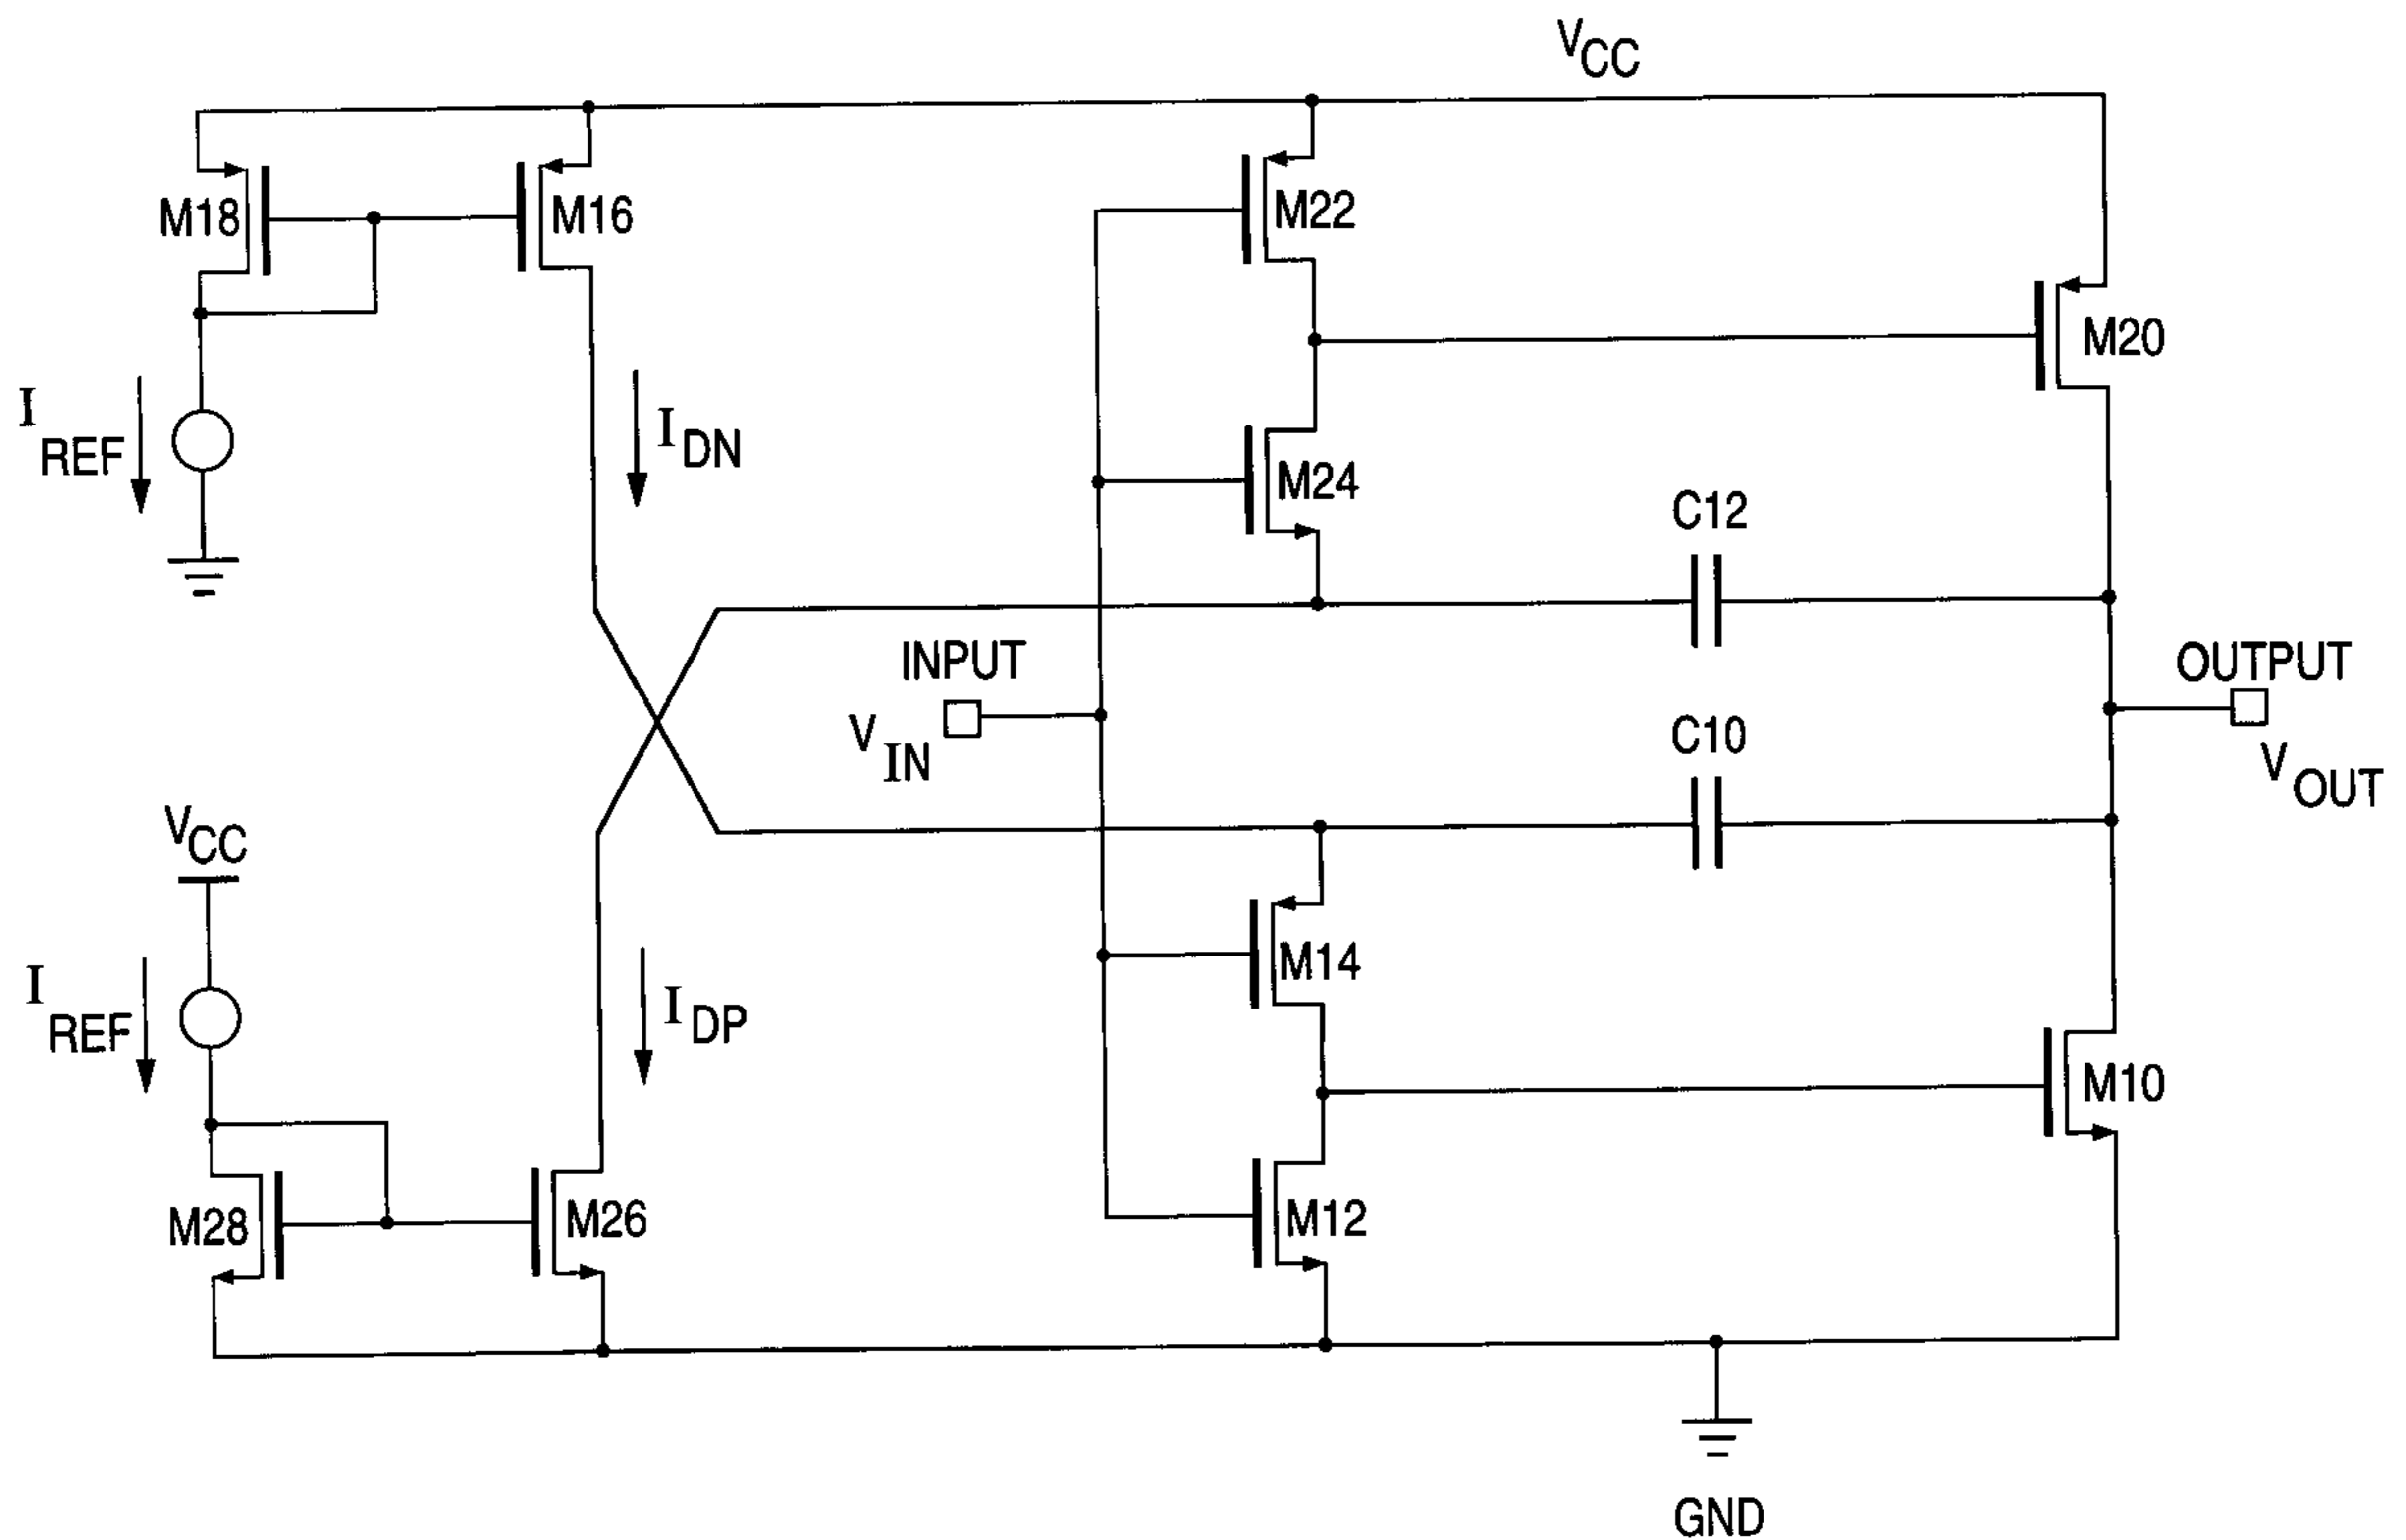 VCC
M18
M16
M22
M20
IREF
IDN
M24
C12
INPUT
VIN
OUTPUT
VOUT
C10
VCC
M14
IREF
IDP
M10
M28
M26
M12
GND